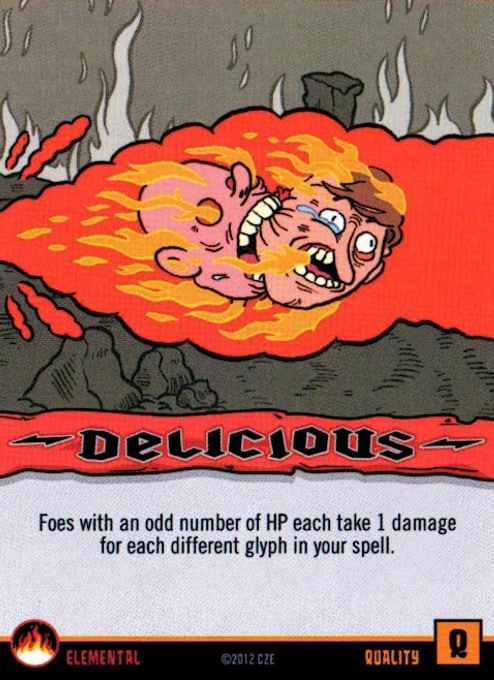 DELICIOUS
Foes with an odd number of HP each take 1 damage
for each different glyph in your spell.
ELEMENTAL
©2012 CZE
QUALITY
Q